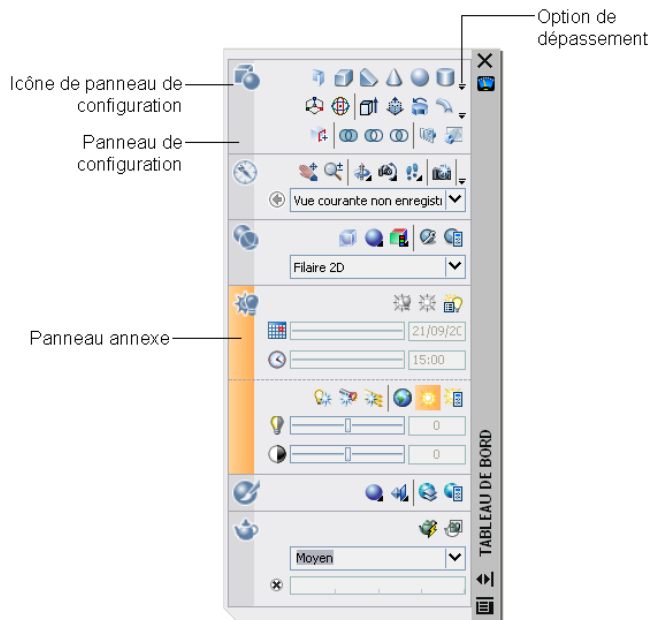 Option de
dépassement
Icône de panneau de
configuration
Panneau de
configuration
Vue courante non enregistr
Filaire 2D
Panneau annexe
21/09/20
15:00
0
0
TABLEAU DE BORD
Moyen